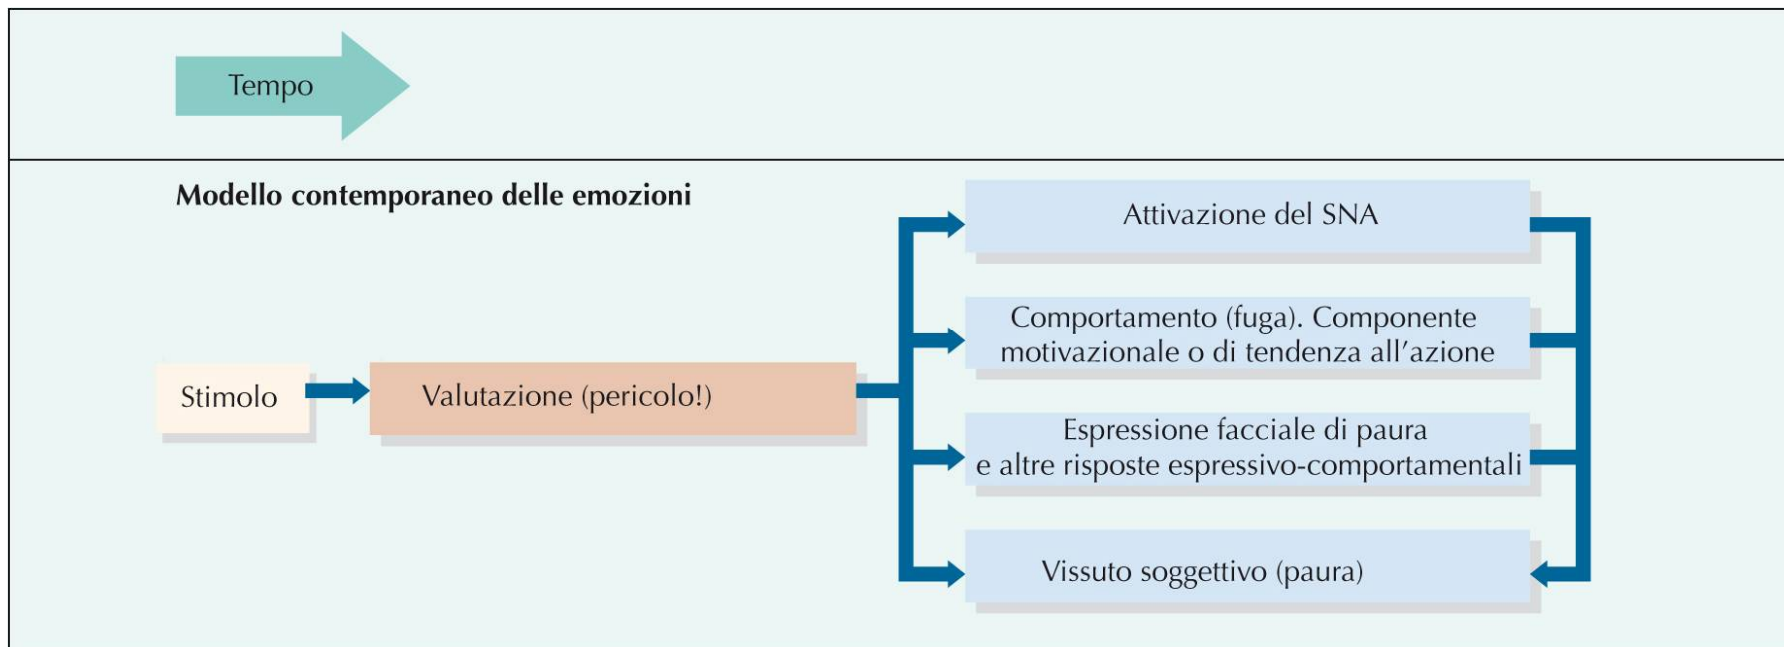 Tempo
Modello contemporaneo delle emozioni
Attivazione del SNA
Comportamento (fuga). Componente
motivazionale o di tendenza all’azione
Stimolo
Valutazione (pericolo!)
Espressione facciale di paura
e altre risposte espressivo-comportamentali
Vissuto soggettivo (paura)